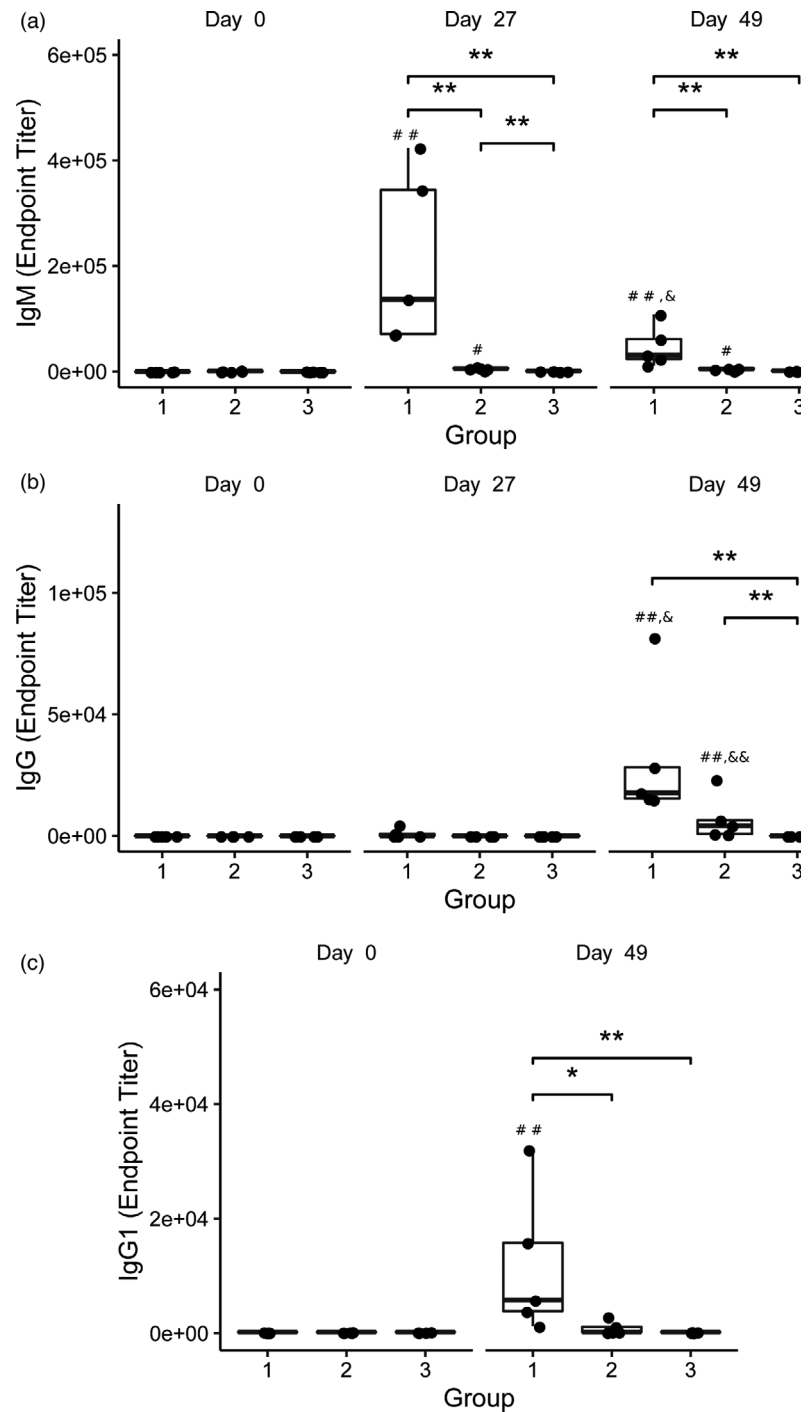 (a)
Day 0 Day 27 Day 49
6e+05
** **
** **
**
# #
4e+05
IgM (Endpoint Titer)
2e+05
# # ,&
# #
0e+00
1 2 3 1 2 3 1 2 3
Group
(b)
Day 0 Day 27 Day 49
**
1e+05
**
##,&
IgG (Endpoint Titer)
5e+04
##,&&
0e+00
1 2 3 1 2 3 1 2 3
Group
(c)
Day 0 Day 49
6e+04
**
*
4e+04
# #
IgG1 (Endpoint Titer)
2e+04
0e+00
1 2 3 1 2 3
Group